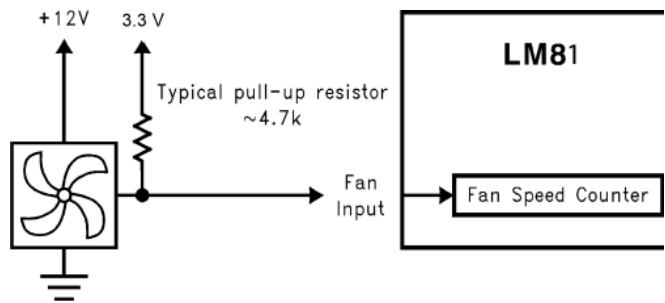 +12V
3.3 V
LM81
Typical pull-up resistor
~4.7k
Fan
Input
Fan Speed Counter